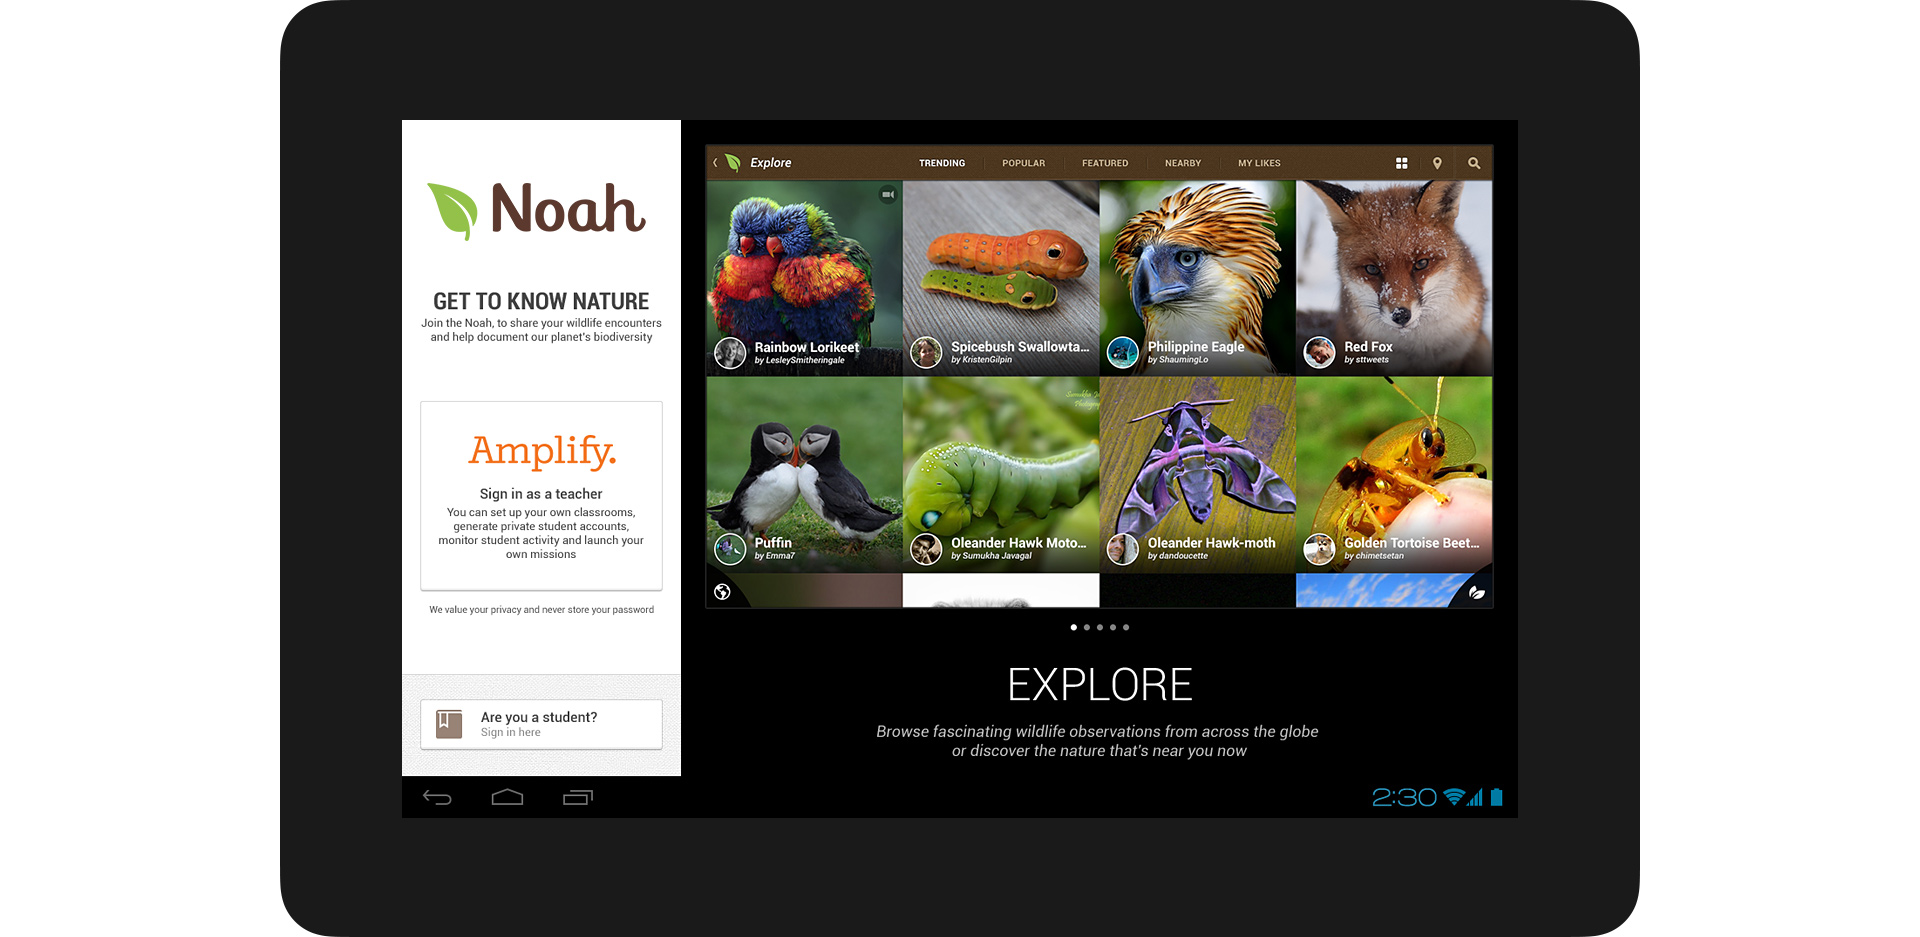 Noah
GET TO KNOW NATURE
Join the Noah, to share your wildlife encounters
and help document our planet's biodiversity
Amplify.
Sign in as a teacher
You can set up your own classrooms,
generate private student accounts,
monitor student activity and launch your
own missions
We value your privacy and never store your password
Are you a student?
Sign in here
Explore
TRENDING
POPULAR
FEATURED
NEARBY
MY LIKES
Rainbow Lorikeet
by LesleySmitheringale
Spicebush Swallowta...
by KristenGilpin
Philippine Eagle
by ShaumingLo
Red Fox
by sttweets
Puffin
by Emma7
Sumukha
Oleander Hawk Moto...
by Sumukha Javagal
Oleander Hawk-moth
by dandoucette
Golden Tortoise Beet...
by chimetsetan
EXPLORE
Browse fascinating wildlife observations from across the globe
or discover the nature that's near you now
2:30